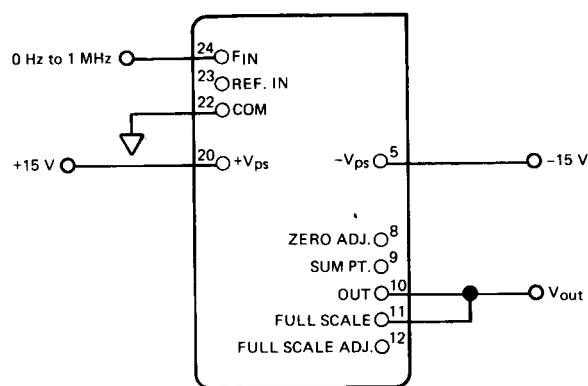 0 Hz to 1 MHz 24 FIN
23 REF. IN
22 COM
+15 V 20 +Vps −Vps 5 −15 V
ZERO ADJ. 8
SUM PT. 9
OUT 10 Vout
FULL SCALE 11
FULL SCALE ADJ. 12